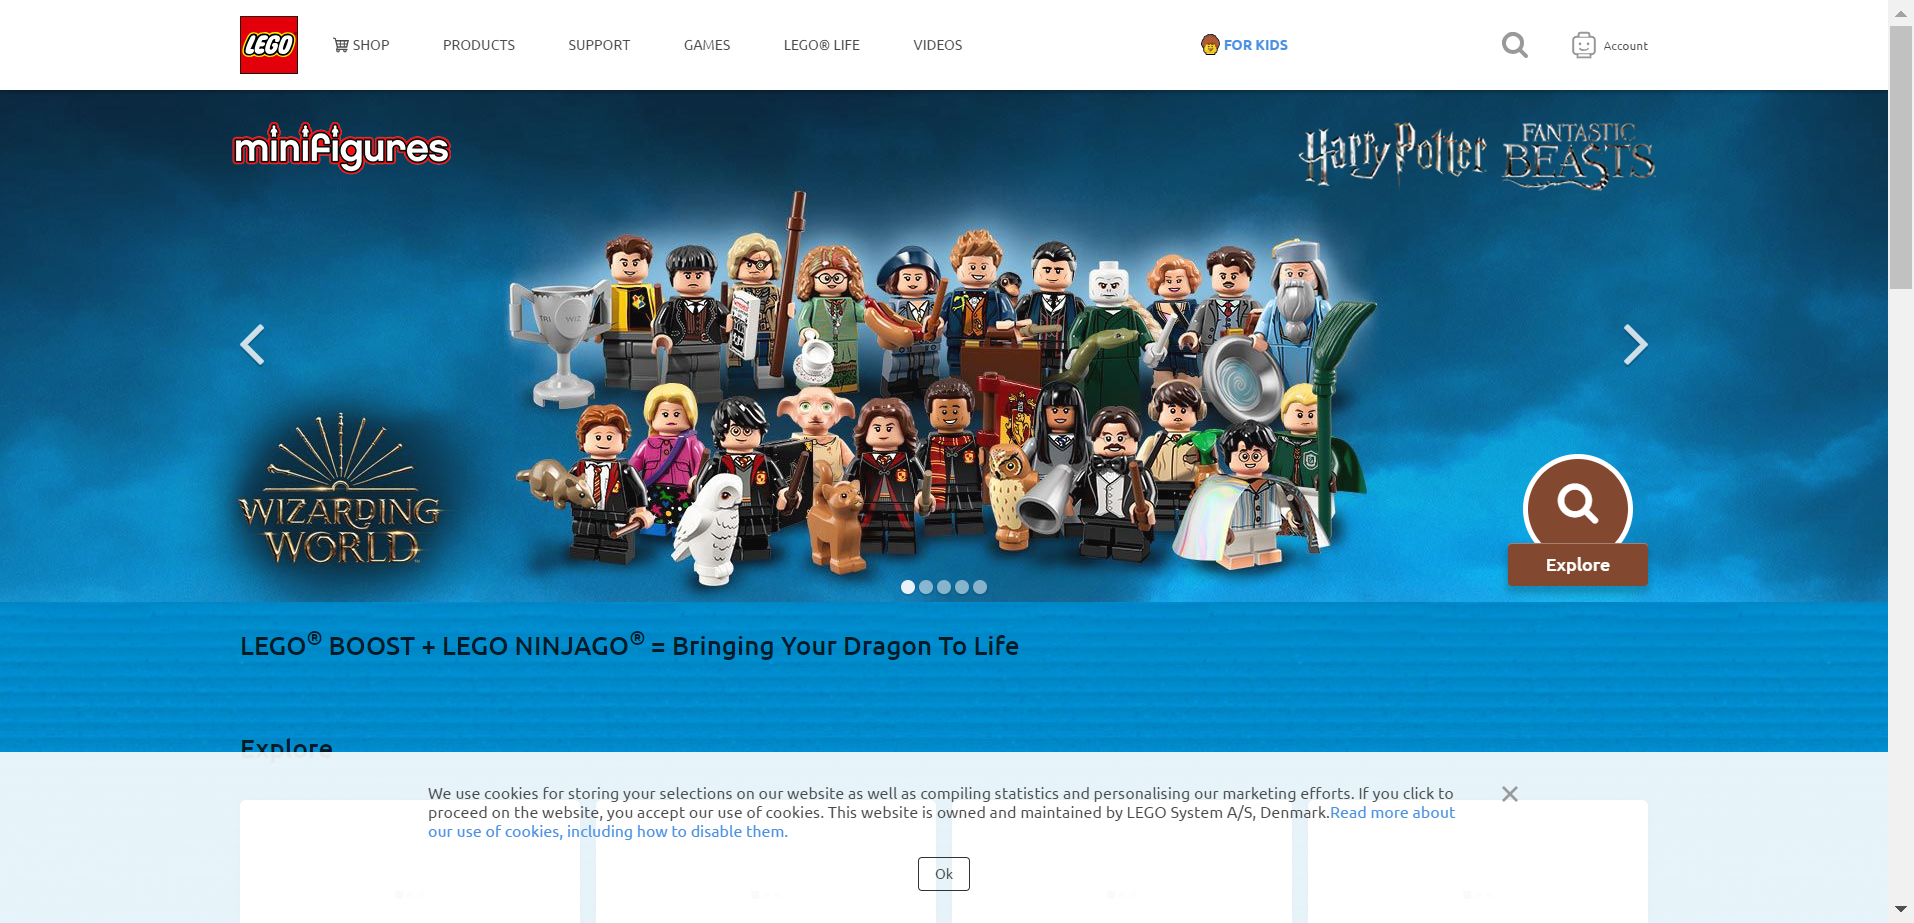 LEGO
SHOP
PRODUCTS
SUPPORT
GAMES
LEGO® LIFE
VIDEOS
FOR KIDS
Account
minifigures
Harry Potter
FANTASTIC
BEASTS
TRI WIZ
WIZARDING
WORLD
Explore
LEGO® BOOST + LEGO NINJAGO® = Bringing Your Dragon To Life
Explore
We use cookies for storing your selections on our website as well as compiling statistics and personalising our marketing efforts. If you click to
proceed on the website, you accept our use of cookies. This website is owned and maintained by LEGO System A/S, Denmark.Read more about
our use of cookies, including how to disable them.
Ok